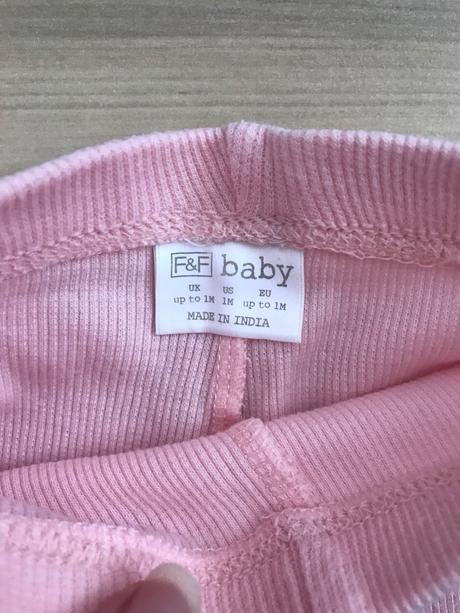 F&F baby
UK US EU
up to 1M 1M up to 1M
MADE IN INDIA